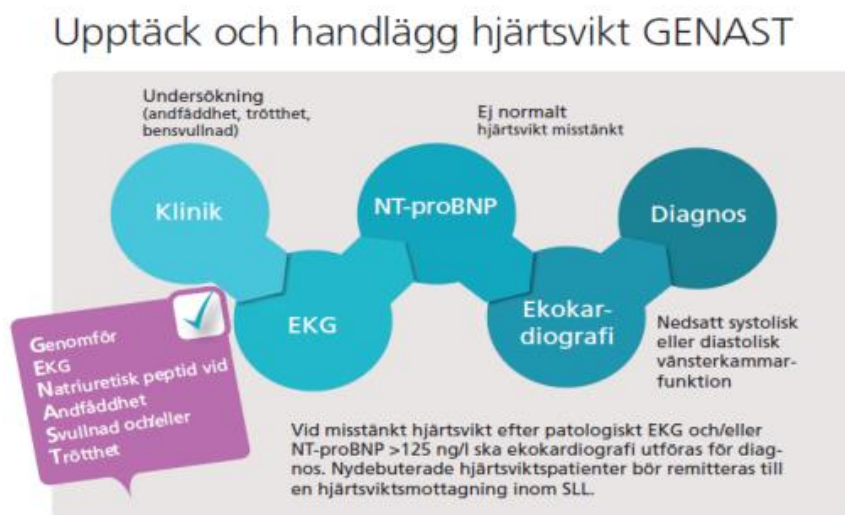 Upptäck och handlägg hjärtsvikt GENAST
Undersökning
(andfåddhet, trötthet,
bensvullnad)
Ej normalt
hjärtsvikt misstänkt
Klinik
NT-proBNP
Diagnos
EKG
Ekokar-
diografi
Nedsatt systolisk
eller diastolisk
vänsterkammar-
funktion
Genomför
EKG
Natriuretisk peptid vid
Andfåddhet
Svullnad och/eller
Trötthet
Vid misstänkt hjärtsvikt efter patologiskt EKG och/eller
NT-proBNP >125 ng/l ska ekokardiografi utföras för diag-
nos. Nydebuterade hjärtsviktspatienter bör remitteras till
en hjärtsviktsmottagning inom SLL.